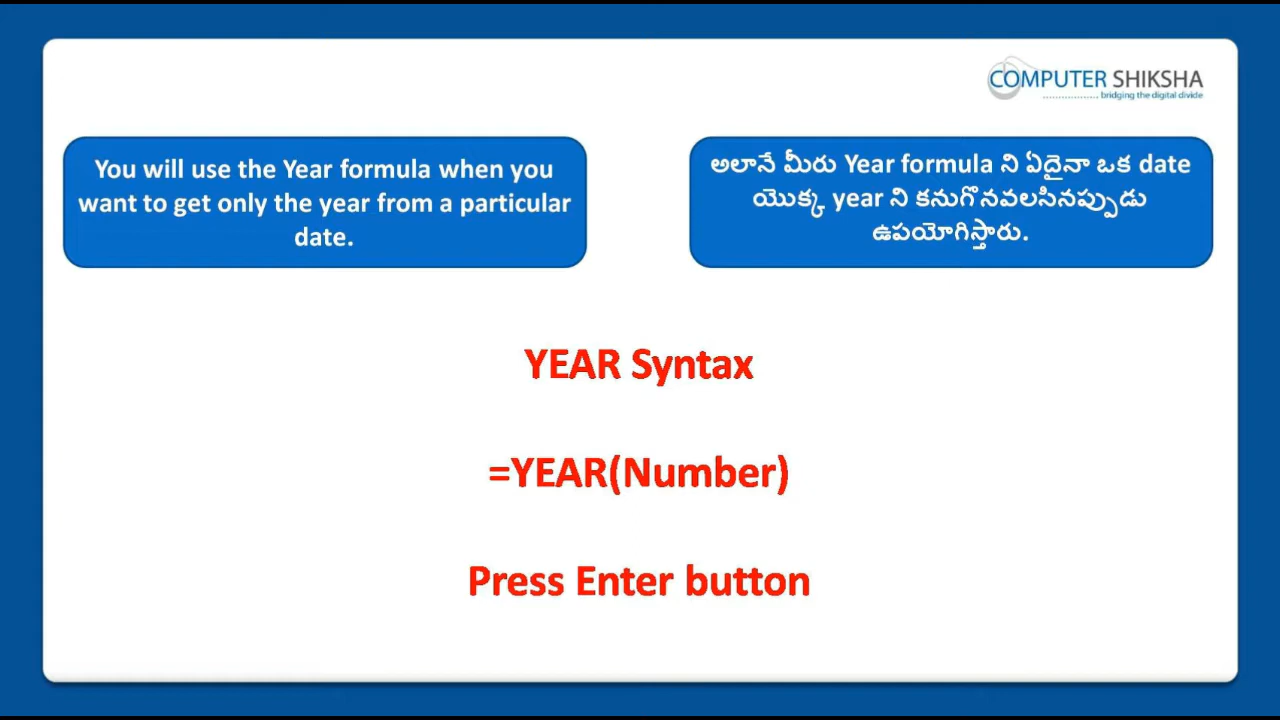 COMPUTER SHIKSHA
bridging the digital divide
You will use the Year formula when you
want to get only the year from a particular
date.
అలానే మీరు Year formula ని ఏదైనా ఒక date
యొక్క year ని కనుగొనవలసినప్పుడు
ఉపయోగిస్తారు.
YEAR Syntax
=YEAR(Number)
Press Enter button